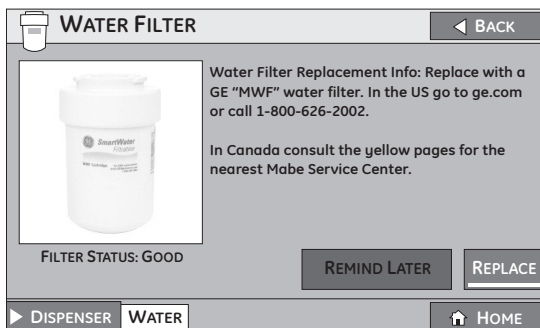 WATER FILTER
BACK
Water Filter Replacement Info: Replace with a
GE “MWF” water filter. In the US go to ge.com
or call 1-800-626-2002.
In Canada consult the yellow pages for the
nearest Mabe Service Center.
SmartWater
Filtration
FILTER STATUS: GOOD
REMIND LATER
REPLACE
DISPENSER
WATER
HOME